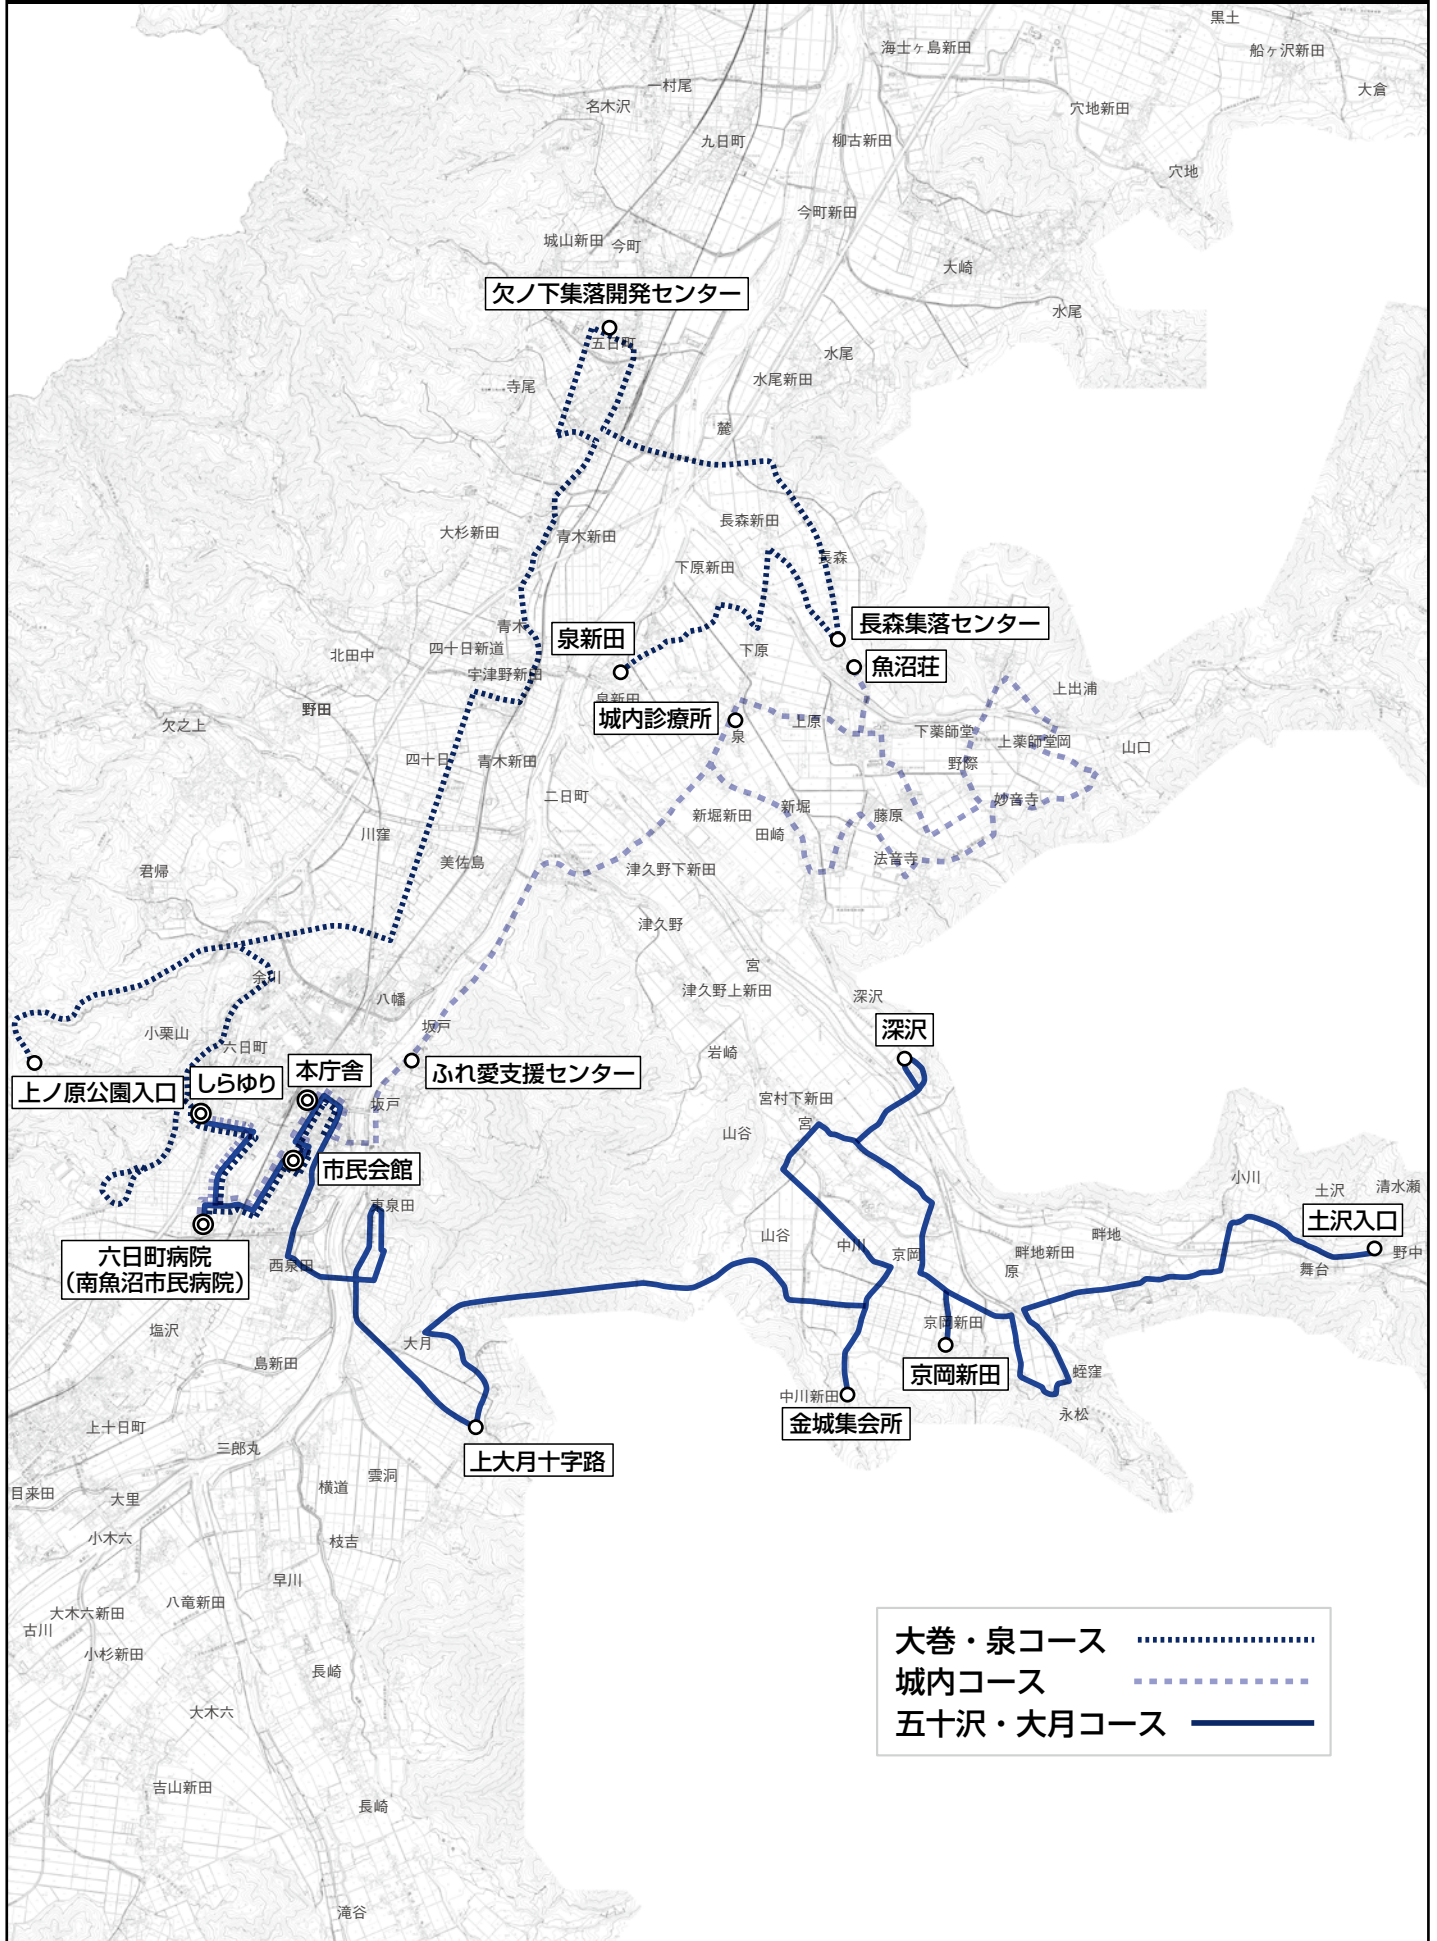 黒土
海士ヶ島新田
船ヶ沢新田
一村尾
大倉
名木沢
穴地新田
九日町
柳古新田
穴地
今町新田
城山新田
今町
大崎
欠ノ下集落開発センター
水尾
五日町
水尾
水尾新田
寺尾
麓
長森新田
大杉新田
青木新田
長森
下原新田
長森集落センター
青木
泉新田
四十日新道
下原
北田中
魚沼荘
宇津野新田
上出浦
泉新田
野田
城内診療所
上原
欠之上
下薬師堂
泉
上薬師堂
岡
山口
四十日
青木新田
野際
二日町
妙音寺
新堀
新堀新田
藤原
田崎
川窪
法音寺
美佐島
津久野下新田
君帰
津久野
宮
余川
津久野上新田
八幡
深沢
坂戸
深沢
小栗山
六日町
岩崎
本庁舎
ふれ愛支援センター
しらゆり
上ノ原公園入口
宮村下新田
坂戸
宮
山谷
市民会館
小川
土沢
清水瀬
東泉田
土沢入口
山谷
畔地
中川
京岡
畔地新田
野中
六日町病院
(南魚沼市民病院)
西泉田
原
舞台
塩沢
京岡新田
大月
島新田
蛭窪
京岡新田
中川新田
永松
金城集会所
上十日町
三郎丸
上大月十字路
雲洞
横道
目来田
大里
小木六
枝吉
早川
八竜新田
大木六新田
古川
小杉新田
大巻・泉コース
長崎
城内コース
大木六
五十沢・大月コース
吉山新田
長崎
滝谷